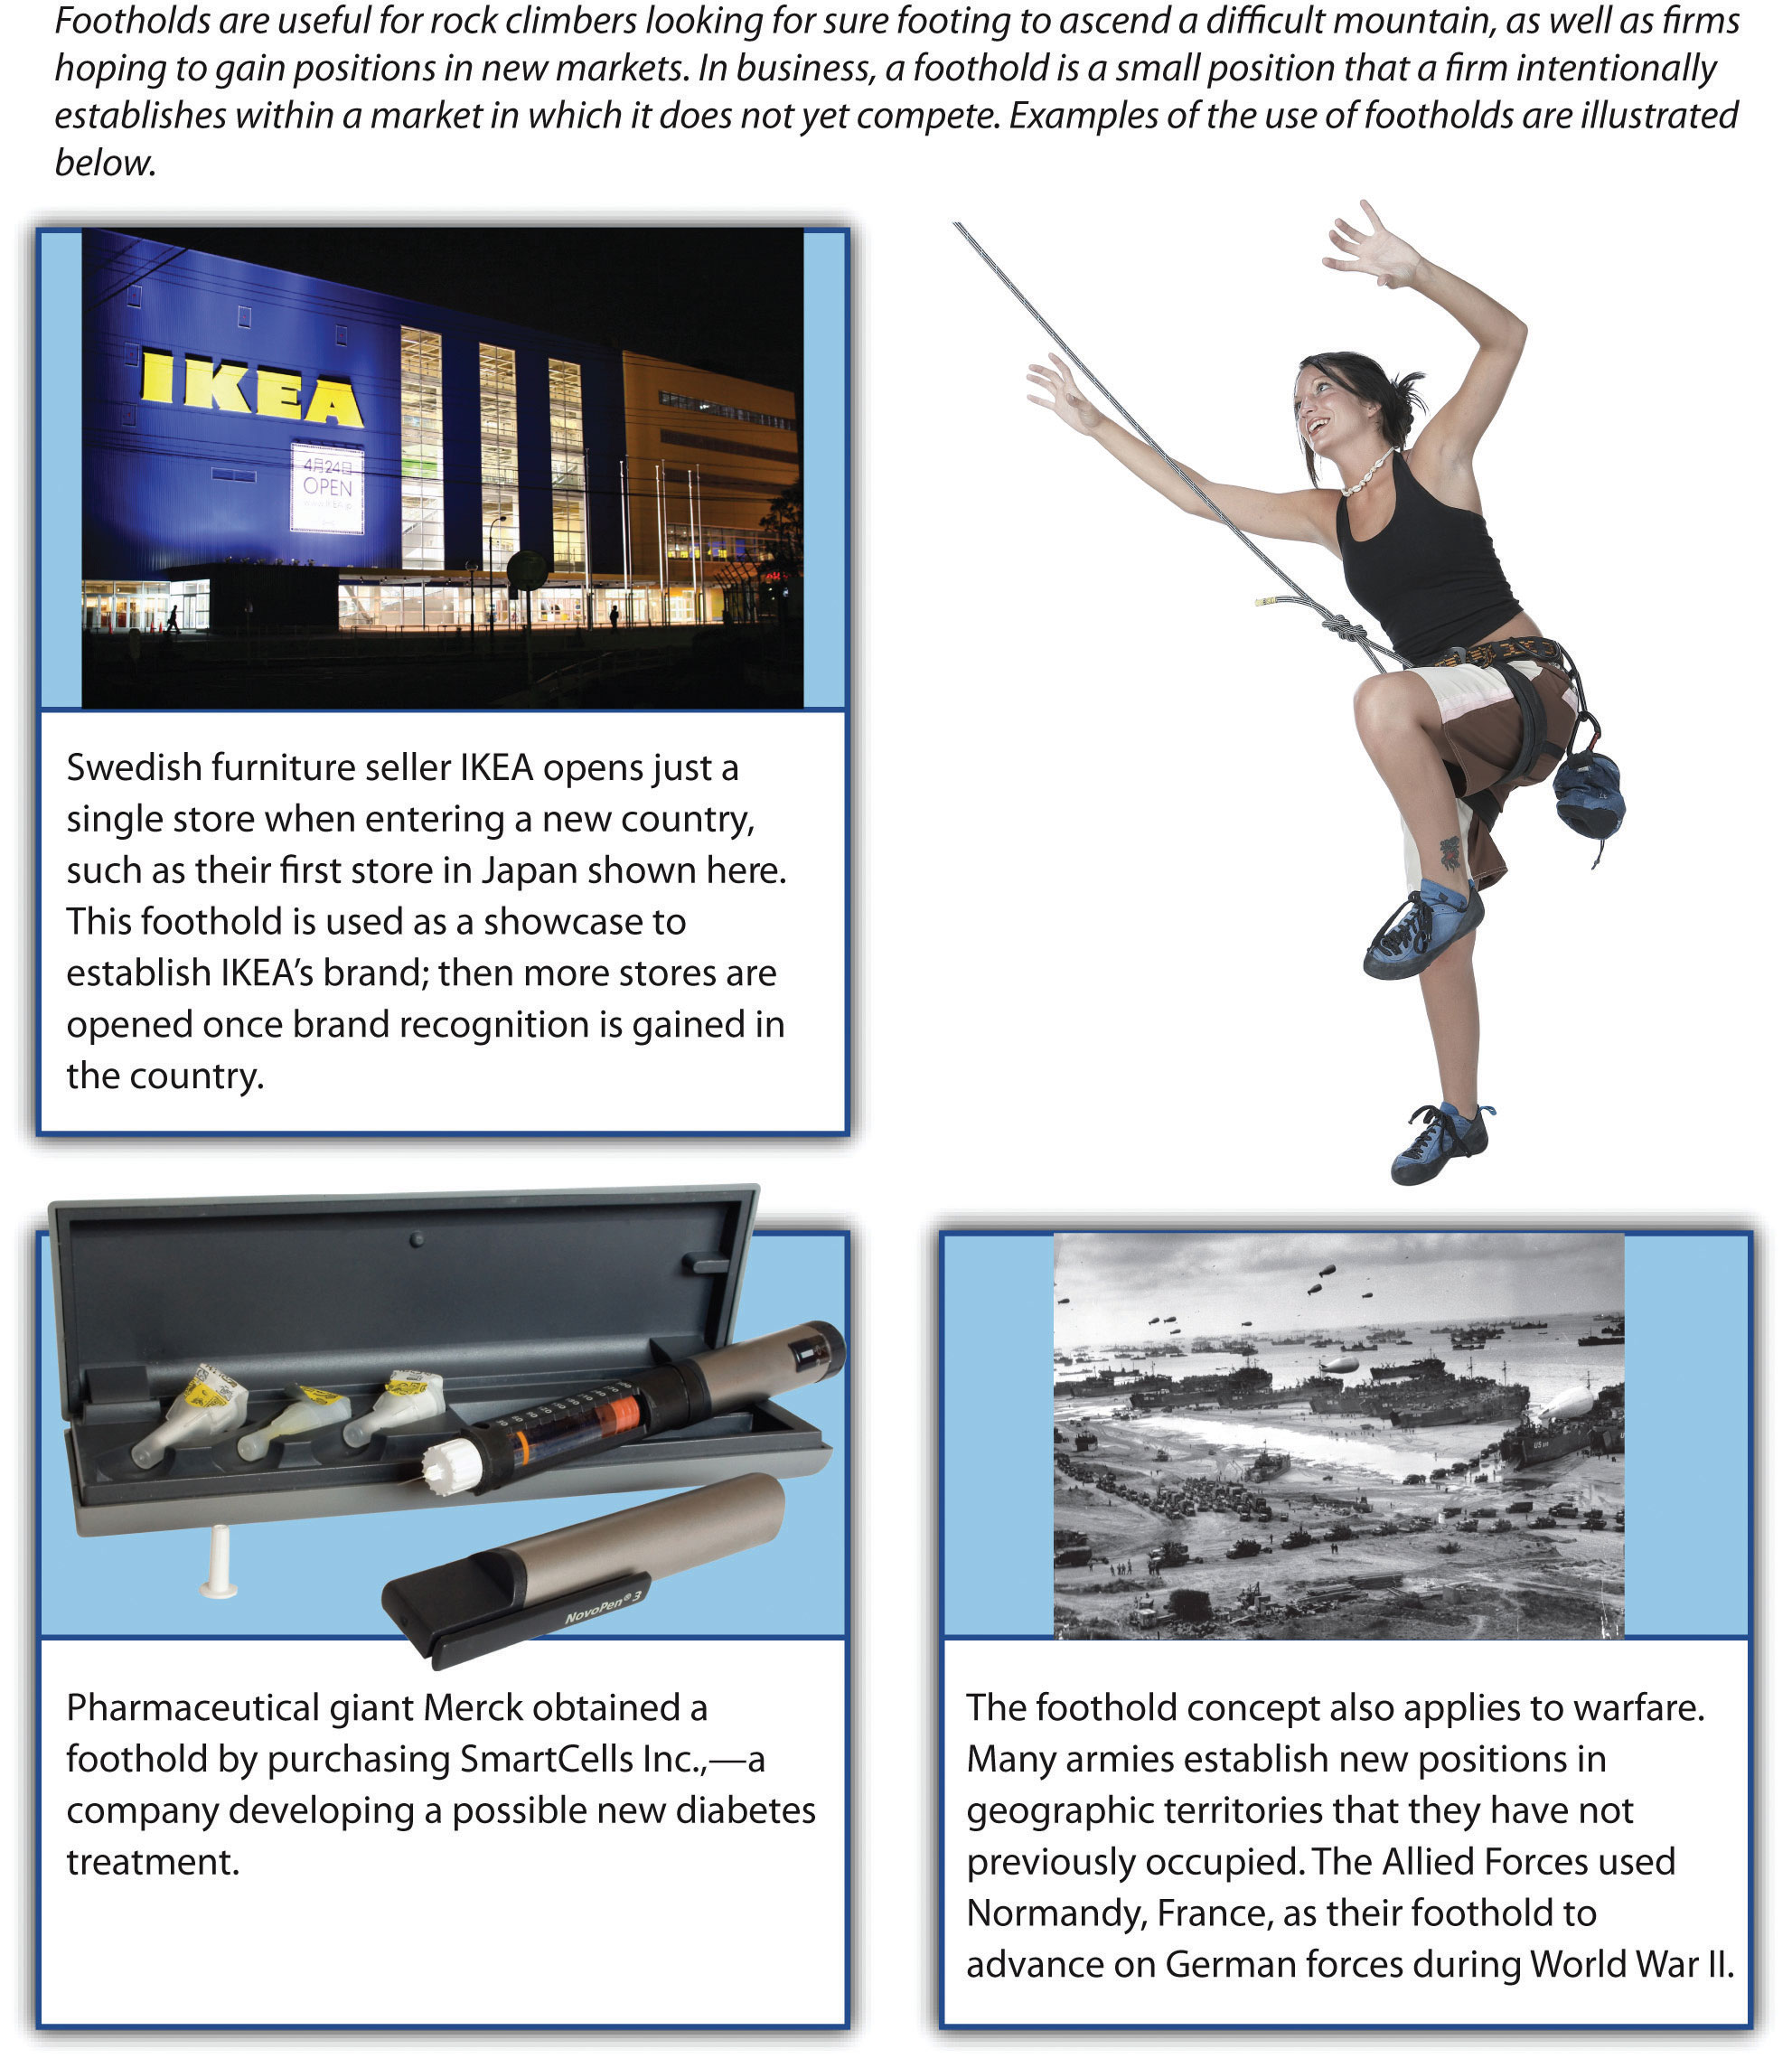 Footholds are useful for rock climbers looking for sure footing to ascend a difficult mountain, as well as firms
hoping to gain positions in new markets. In business, a foothold is a small position that a firm intentionally
establishes within a market in which it does not yet compete. Examples of the use of footholds are illustrated
below.
IKEA
4月24日
OPEN
Swedish furniture seller IKEA opens just a
single store when entering a new country,
such as their first store in Japan shown here.
This foothold is used as a showcase to
establish IKEA’s brand; then more stores are
opened once brand recognition is gained in
the country.
NovoPen® 3
Pharmaceutical giant Merck obtained a
foothold by purchasing SmartCells Inc.,—a
company developing a possible new diabetes
treatment.
The foothold concept also applies to warfare.
Many armies establish new positions in
geographic territories that they have not
previously occupied. The Allied Forces used
Normandy, France, as their foothold to
advance on German forces during World War II.